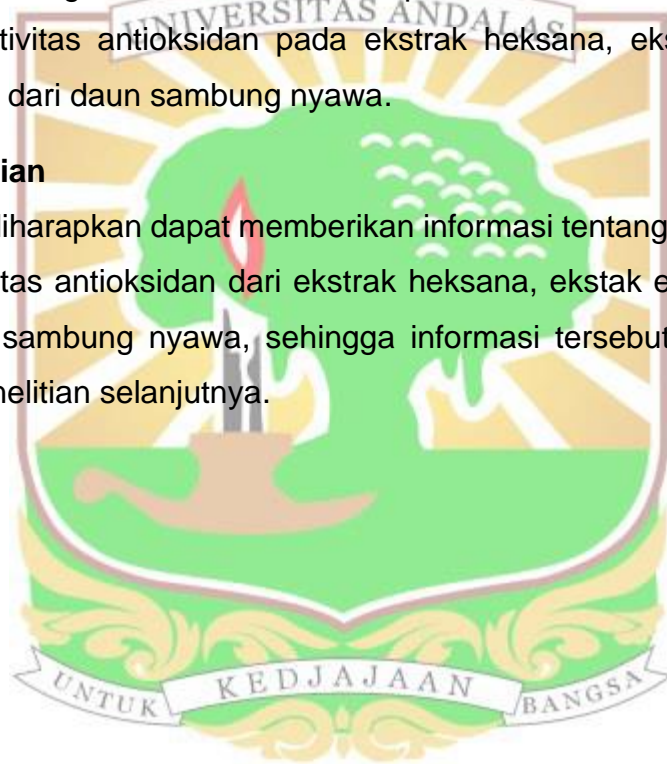 UNIVERSITAS ANDALAS
tivitas antioksidan pada ekstrak heksana, eks
dari daun sambung nyawa.
ian
diharapkan dapat memberikan informasi tentang
tas antioksidan dari ekstrak heksana, ekstak e
sambung nyawa, sehingga informasi tersebut
nelitian selanjutnya.
UNTUK KEDJAJAAN BANGSA